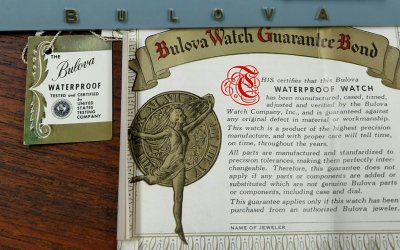 BULOVA
THE
Bulova
WATERPROOF
TESTED and CERTIFIED
by
UNITED
STATES
TESTING
COMPANY
Bulova Watch Guarantee Bond
THIS certifies that this Bulova
WATERPROOF WATCH
has been manufactured, cased, timed,
adjusted and verified by the Bulova
Watch Company, Inc., and is guaranteed against
any original defect in material or workmanship.
This watch is a product of the highest precision
manufacture, and with proper care will tell time,
on time, throughout the years.
All parts are manufactured and standardized to
precision tolerances, making them perfectly inter-
changeable. Therefore, this guarantee does not
apply if any parts or components are added or
substituted which are not genuine Bulova parts
or components, including case and dial.
This guarantee applies only if this watch has been
purchased from an authorized Bulova jeweler.
NAME OF JEWELER